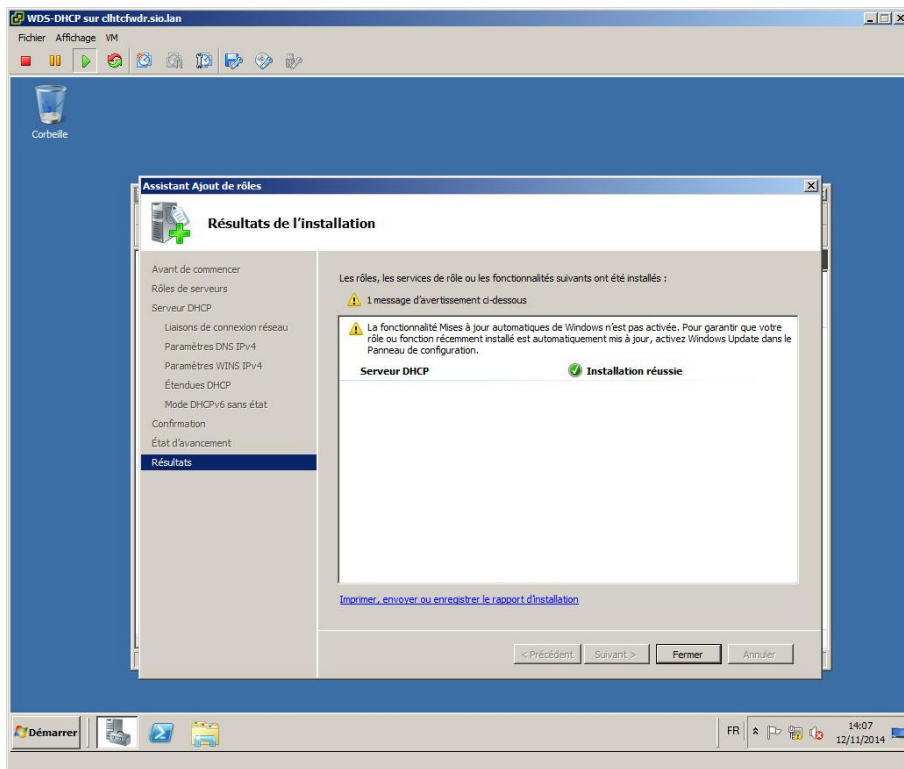 WDS-DHCP sur clhtcfwdr.sio.lan
Fichier Affichage VM
Corbeille
Assistant Ajout de rôles
Résultats de l'installation
Avant de commencer
Rôles de serveurs
Serveur DHCP
Liaisons de connexion réseau
Paramètres DNS IPv4
Paramètres WINS IPv4
Étendues DHCP
Mode DHCPv6 sans état
Confirmation
État d'avancement
Résultats
Les rôles, les services de rôle ou les fonctionnalités suivants ont été installés :
1 message d'avertissement ci-dessous
La fonctionnalité Mises à jour automatiques de Windows n'est pas activée. Pour garantir que votre
rôle ou fonction récemment installé est automatiquement mis à jour, activez Windows Update dans le
Panneau de configuration.
Serveur DHCP Installation réussie
Imprimer, envoyer ou enregistrer le rapport d'installation
< Précédent Suivant > Fermer Annuler
Démarrer FR 14:07
12/11/2014